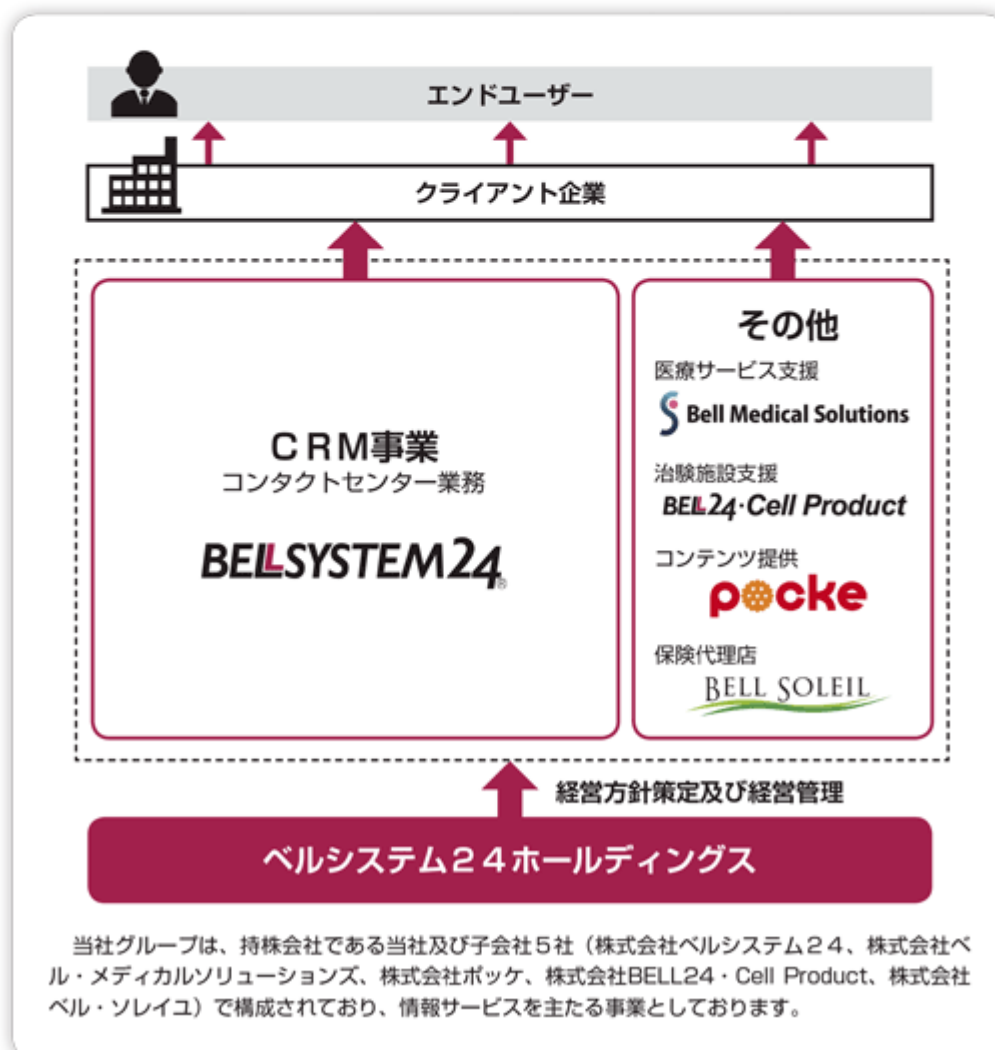 エンドユーザー
クライアント企業
CRM事業
コンタクトセンター業務
BELLSYSTEM24®
その他
医療サービス支援
Bell Medical Solutions
治験施設支援
BELL24・Cell Product
コンテンツ提供
pocke
保険代理店
BELL SOLEIL
経営方針策定及び経営管理
ベルシステム24ホールディングス
当社グループは、持株会社である当社及び子会社5社（株式会社ベルシステム24、株式会社ベ
ル・メディカルソリューションズ、株式会社ポッケ、株式会社BELL24・Cell Product、株式会社
ベル・ソレイユ）で構成されており、情報サービスを主たる事業としております。